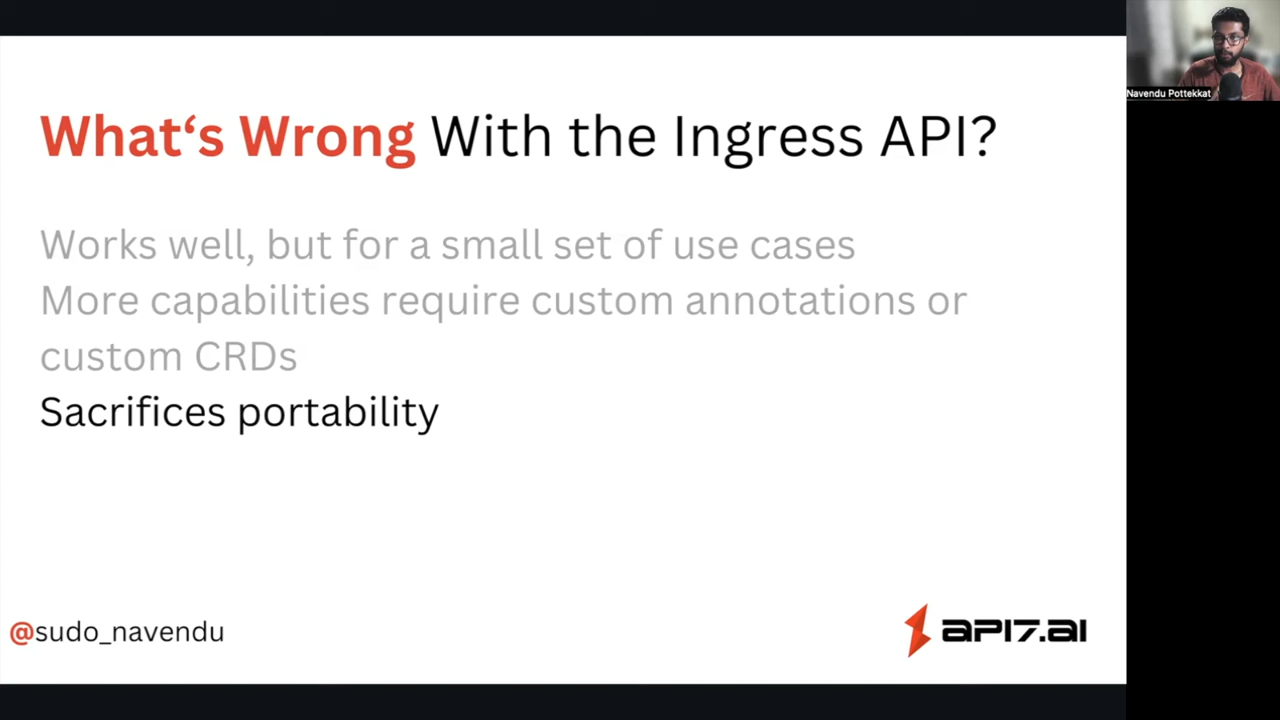 What‘s Wrong With the Ingress API?
Works well, but for a small set of use cases
More capabilities require custom annotations or
custom CRDs
Sacrifices portability
@sudo_navendu
API7.AI
Navendu Pottekkat